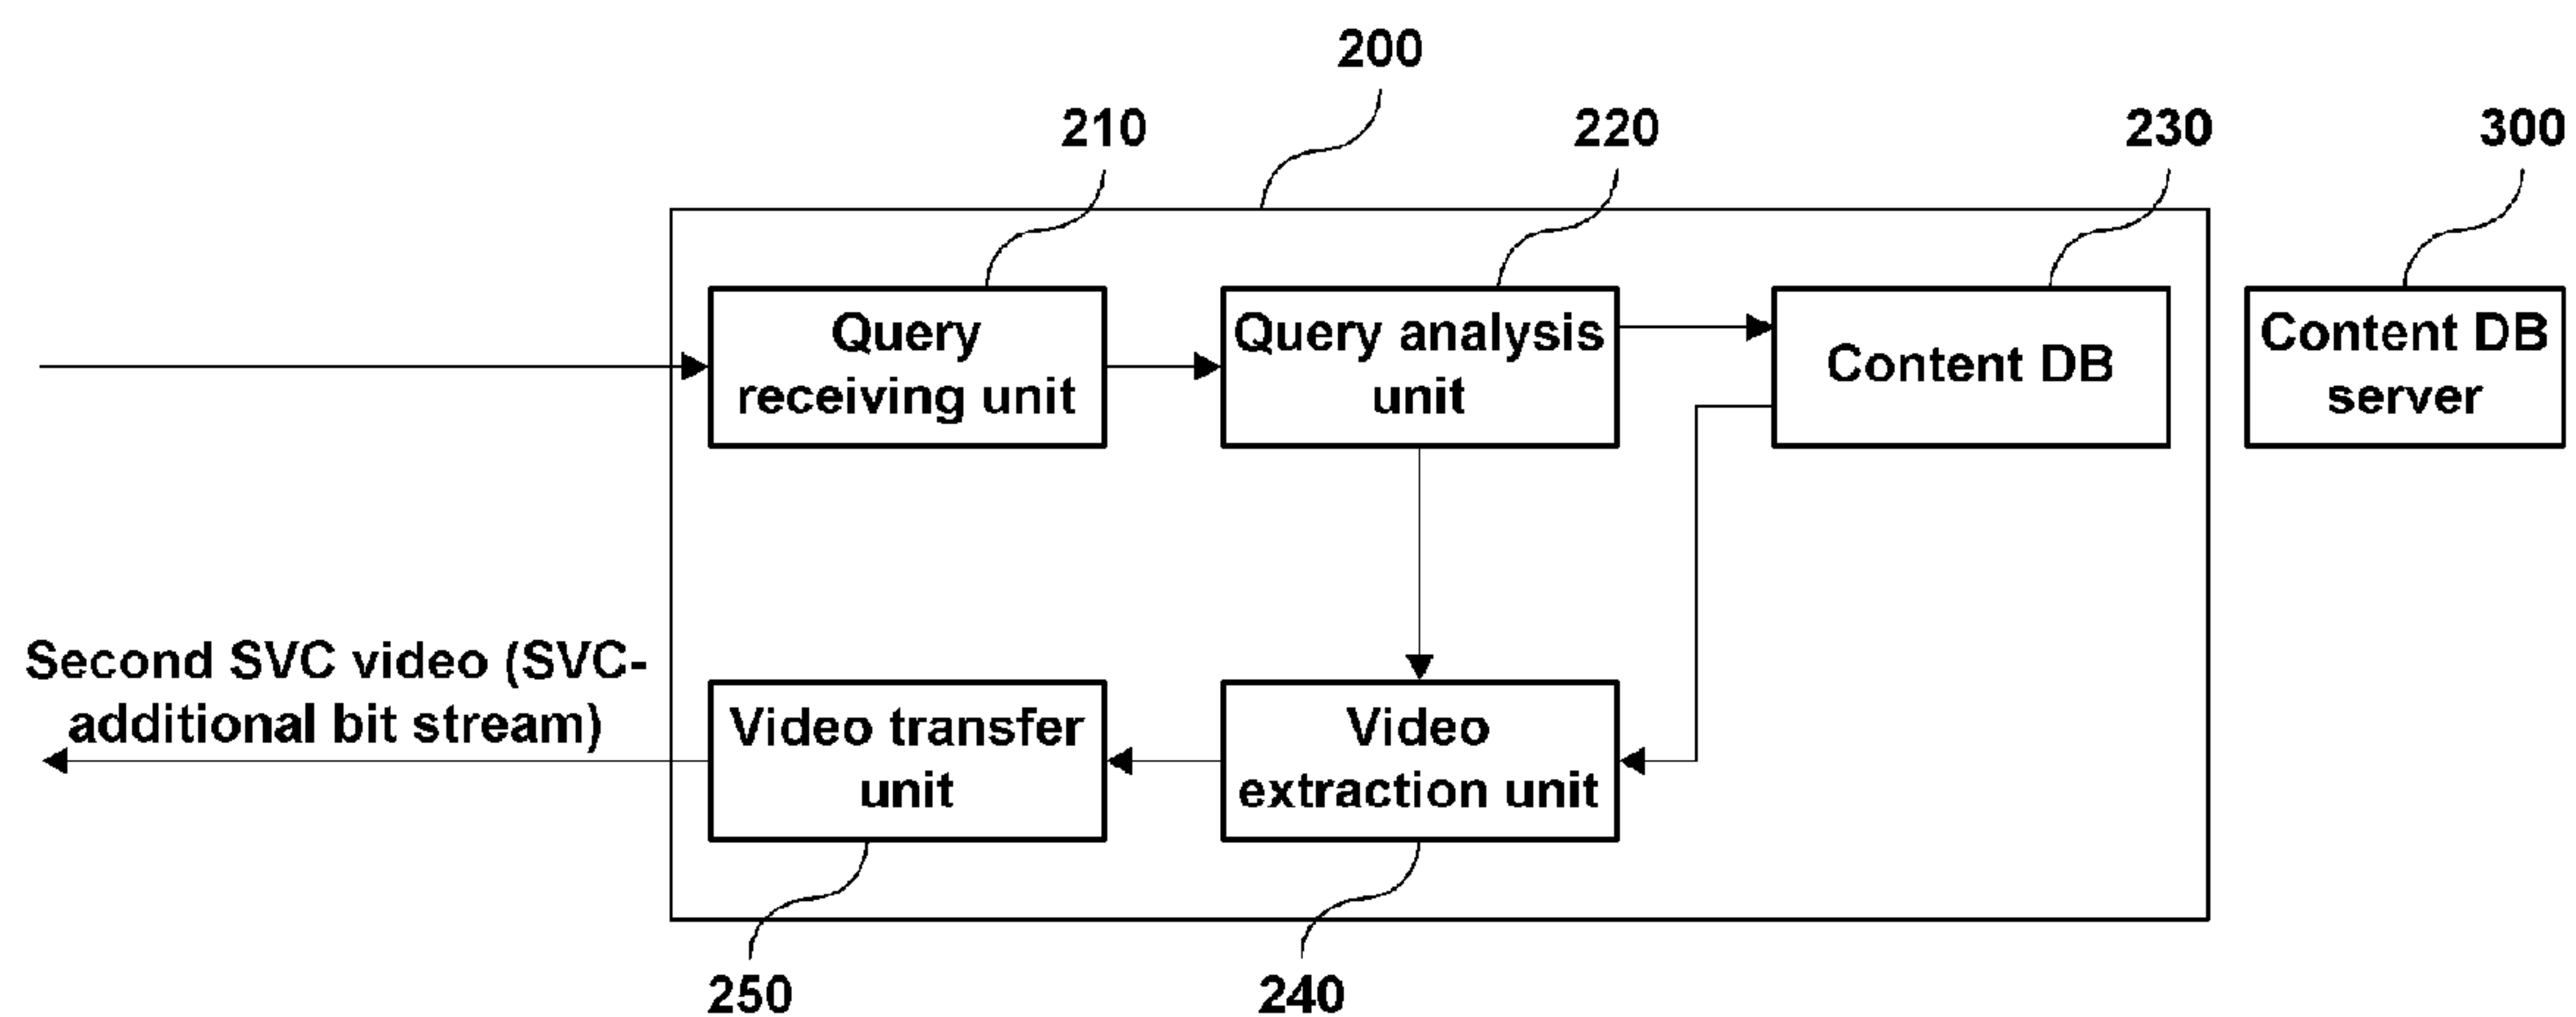 200
210
220
230
300
Query
receiving unit
Query analysis
unit
Content DB
Content DB
server
Second SVC video (SVC-
additional bit stream)
Video transfer
unit
Video
extraction unit
250
240